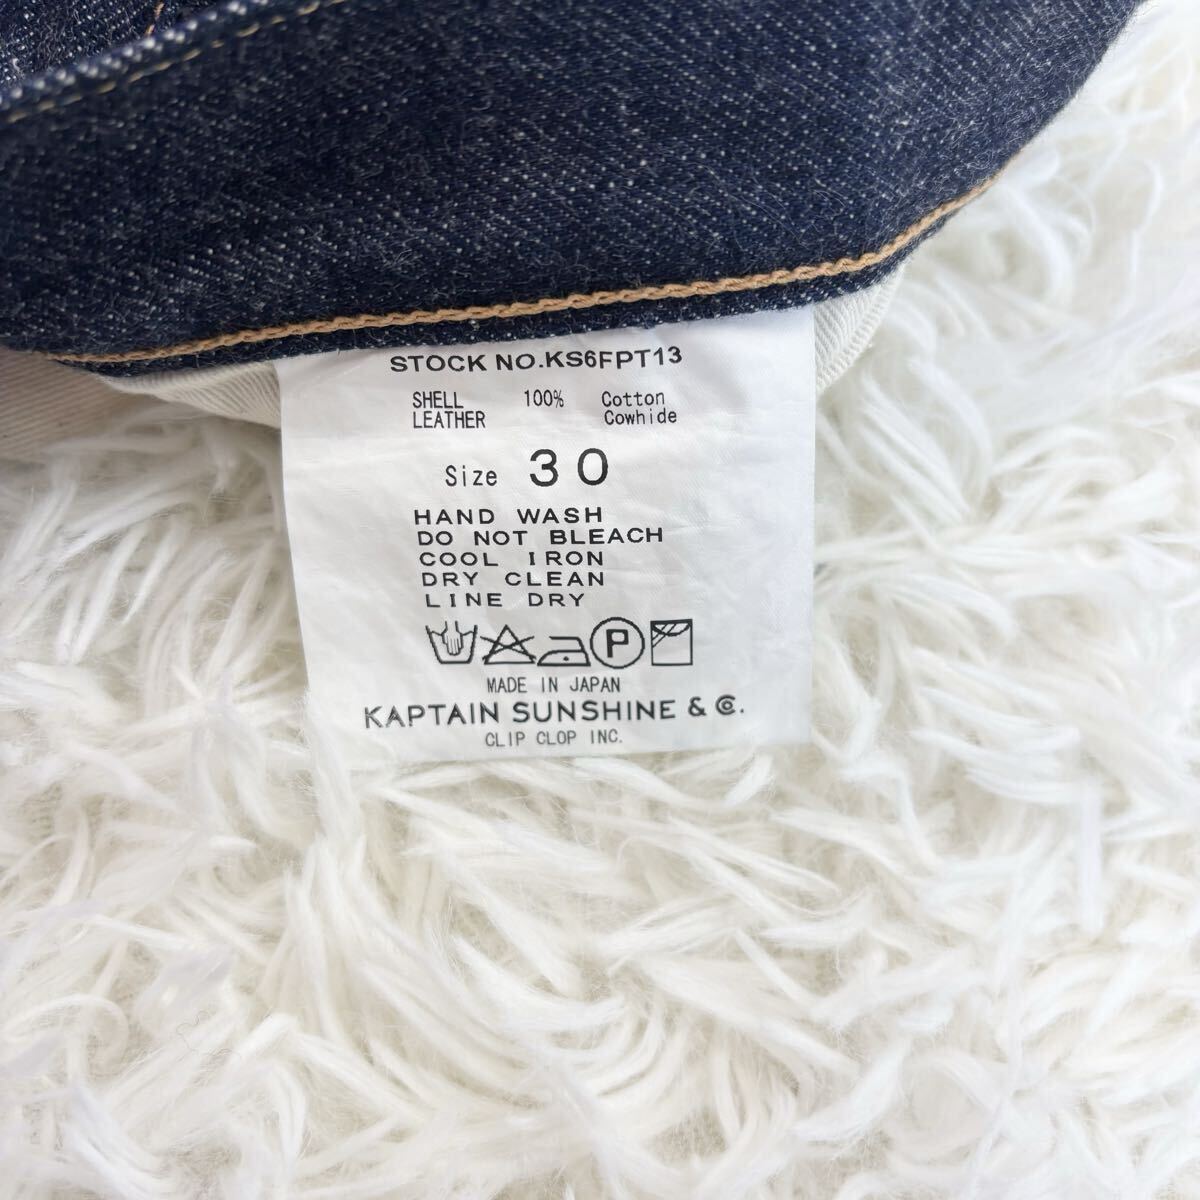 STOCK NO.KS6FPT13
SHELL 100% Cotton
LEATHER Cowhide
Size 30
HAND WASH
DO NOT BLEACH
COOL IRON
DRY CLEAN
LINE DRY
P
MADE IN JAPAN
KAPTAIN SUNSHINE & Co.
CLIP CLOP INC.